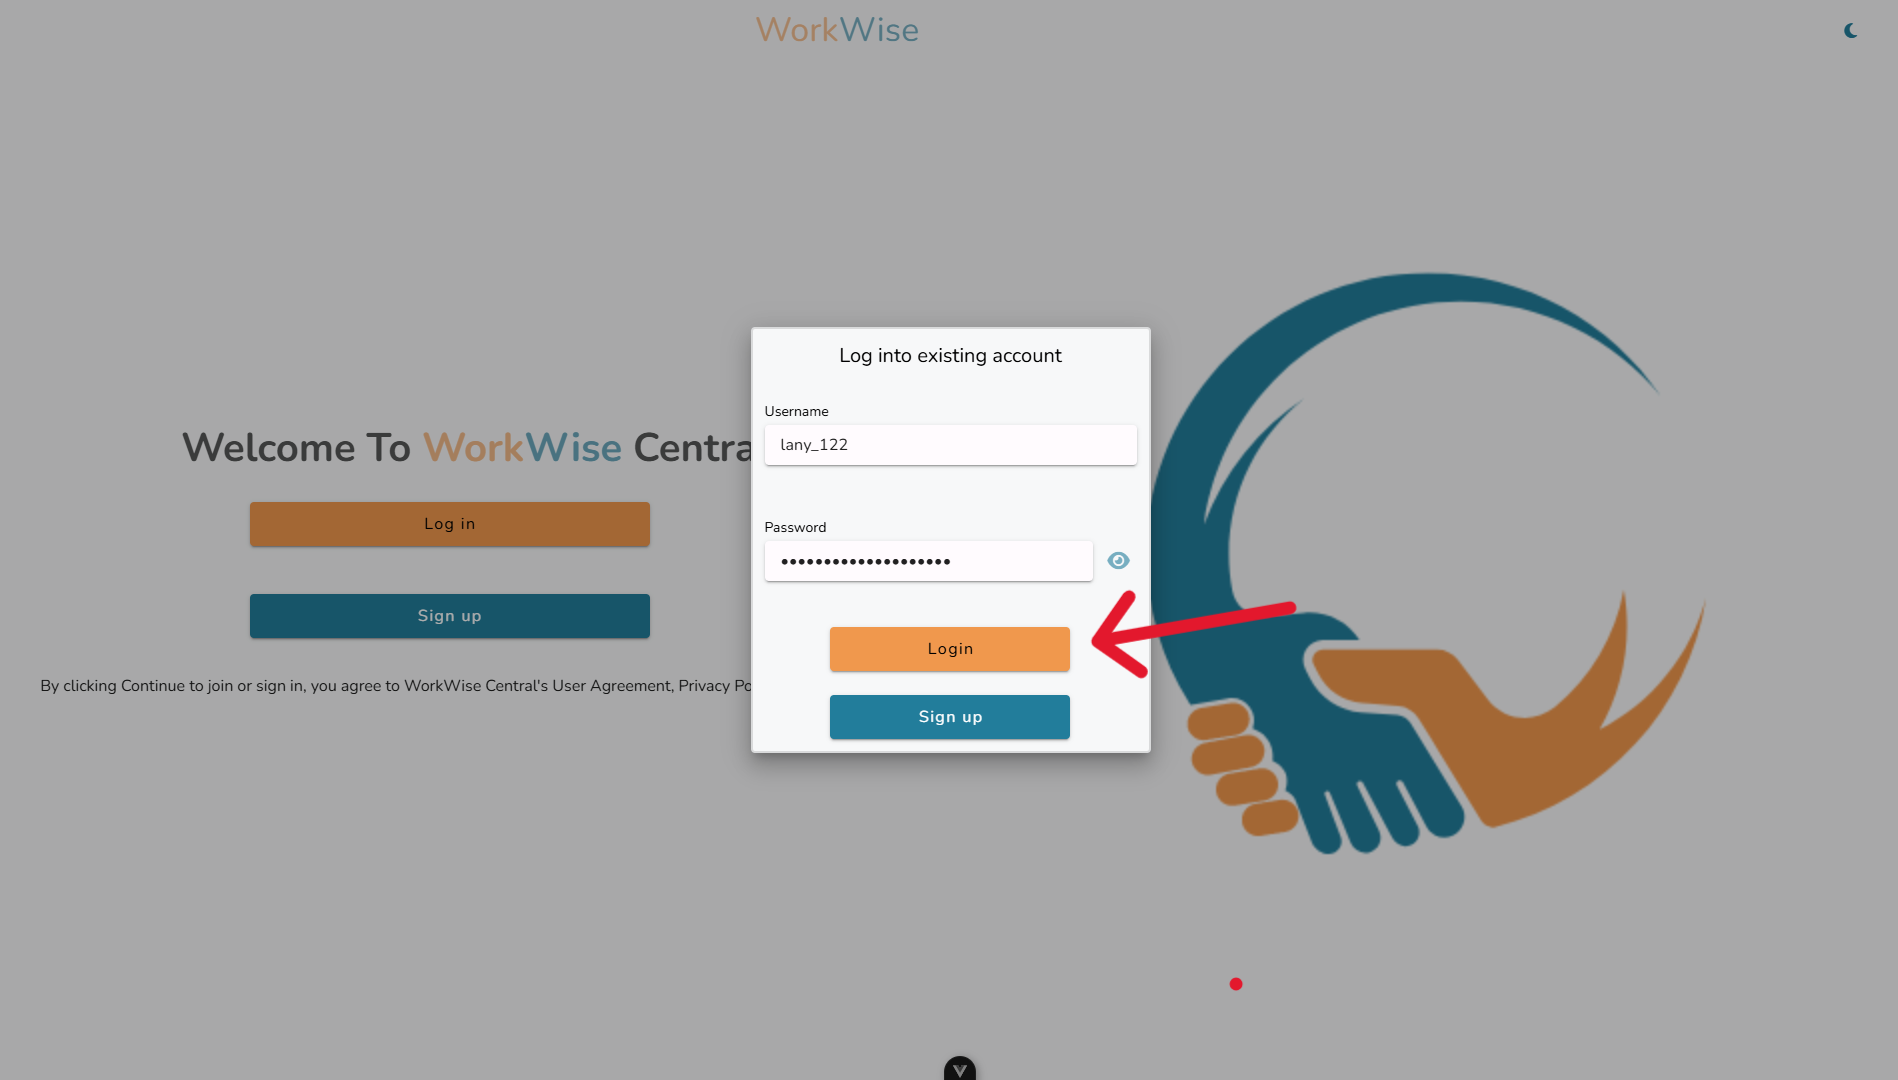 WorkWise
Log into existing account
Username
lany_122
Password
••••••••••••••••••••
Login
Sign up
Welcome To WorkWise Centra
Log in
Sign up
By clicking Continue to join or sign in, you agree to WorkWise Central's User Agreement, Privacy Po